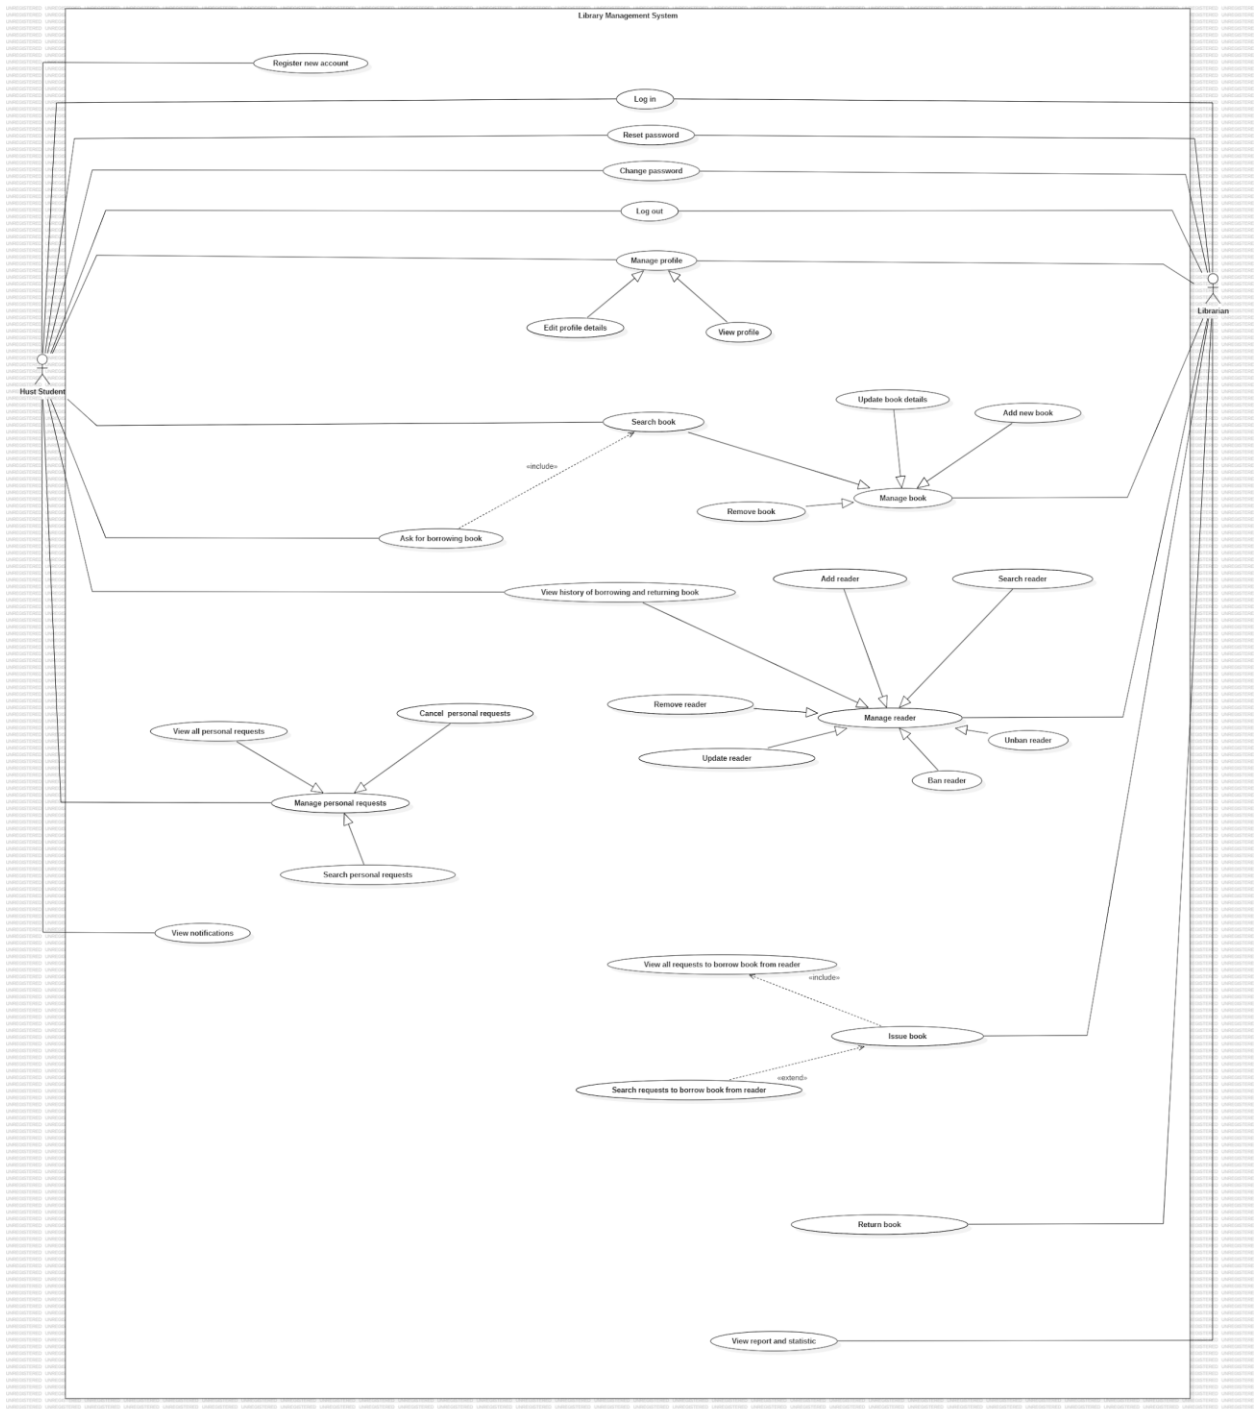 Library Management System
Register new account
Log in
Reset password
Change password
Log out
Manage profile
Edit profile details
View profile
Librarian
Hust Student
Search book
Update book details
Add new book
«include»
Manage book
Remove book
Ask for borrowing book
View history of borrowing and returning book
Add reader
Search reader
Remove reader
Cancel personal requests
Manage reader
View all personal requests
Unban reader
Update reader
Ban reader
Manage personal requests
Search personal requests
View notifications
View all requests to borrow book from reader
«include»
Issue book
«extend»
Search requests to borrow book from reader
Return book
View report and statistic